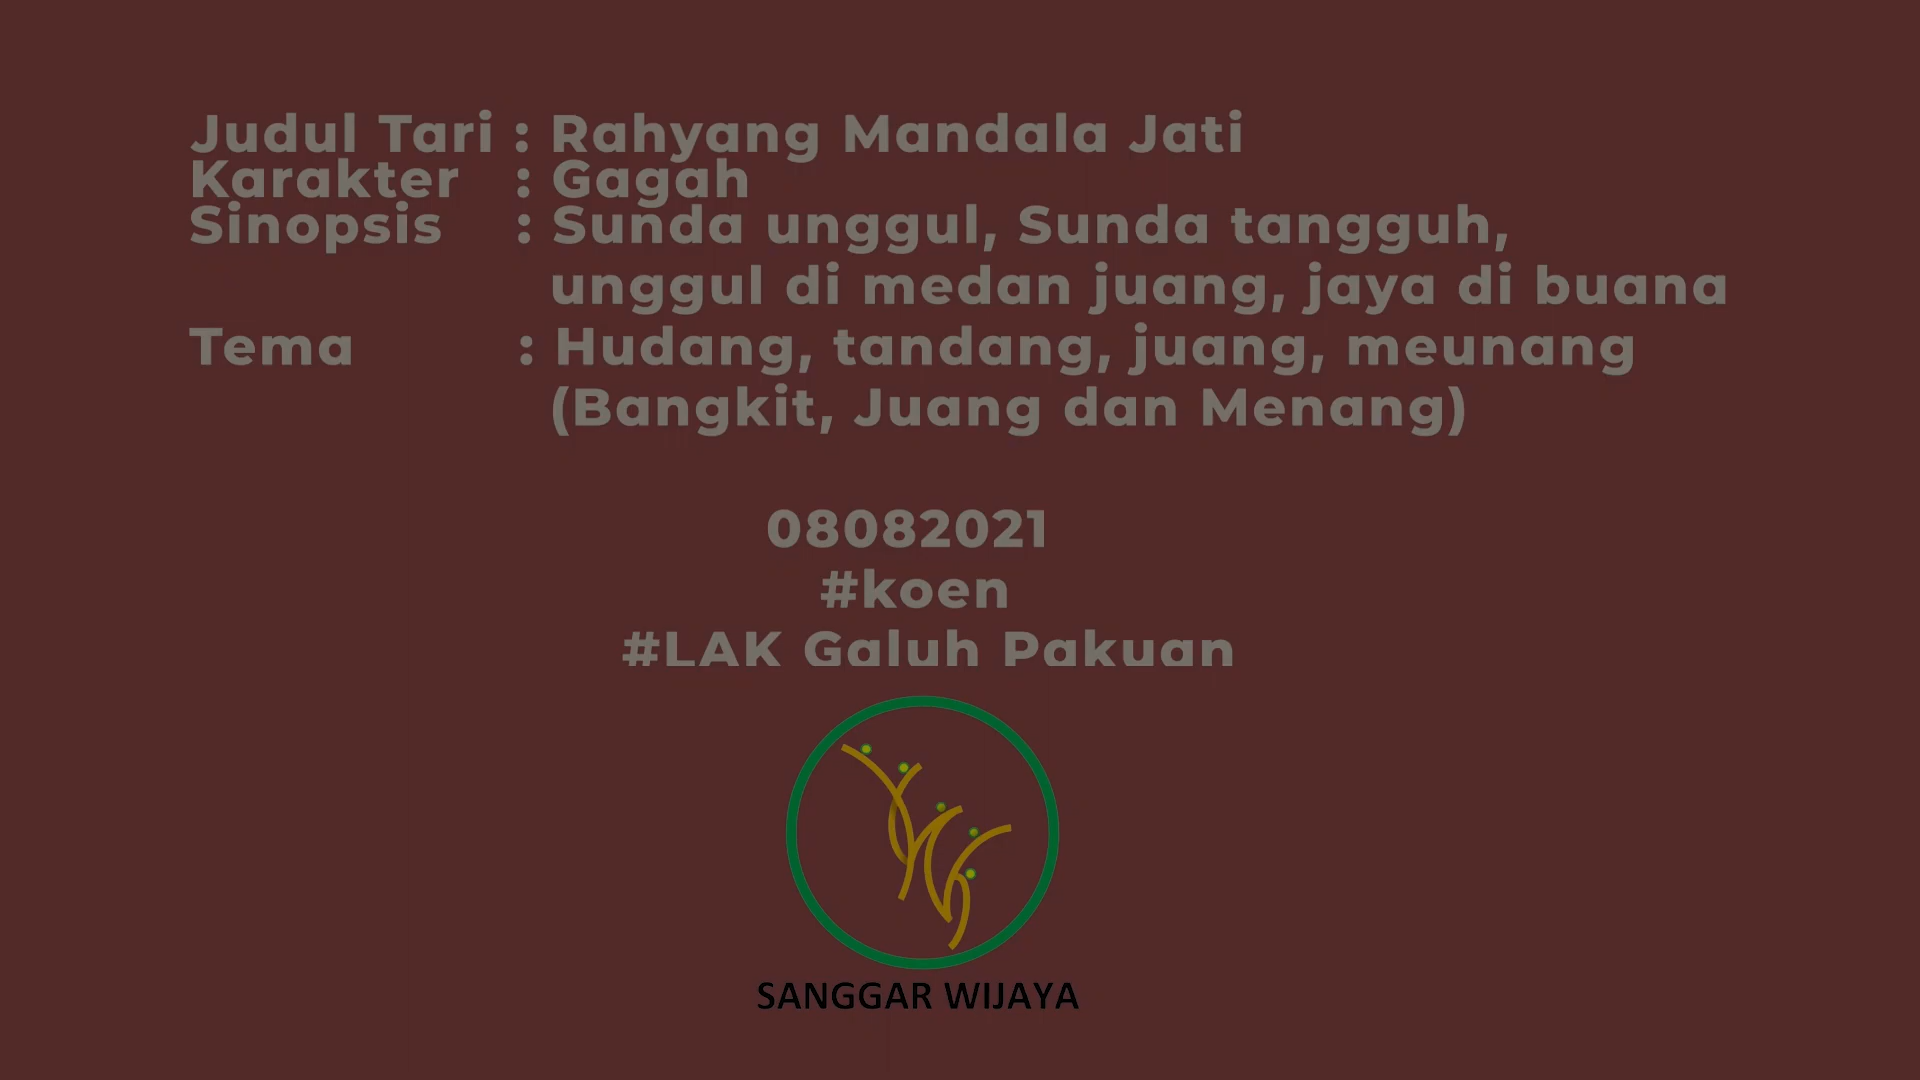 Judul Tari : Rahyang Mandala Jati
Karakter : Gagah
Sinopsis : Sunda unggul, Sunda tangguh,
unggul di medan juang, jaya di buana
Tema : Hudang, tandang, juang, meunang
(Bangkit, Juang dan Menang)
08082021
#koen
#LAK Galuh Pakuan
SANGGAR WIJAYA